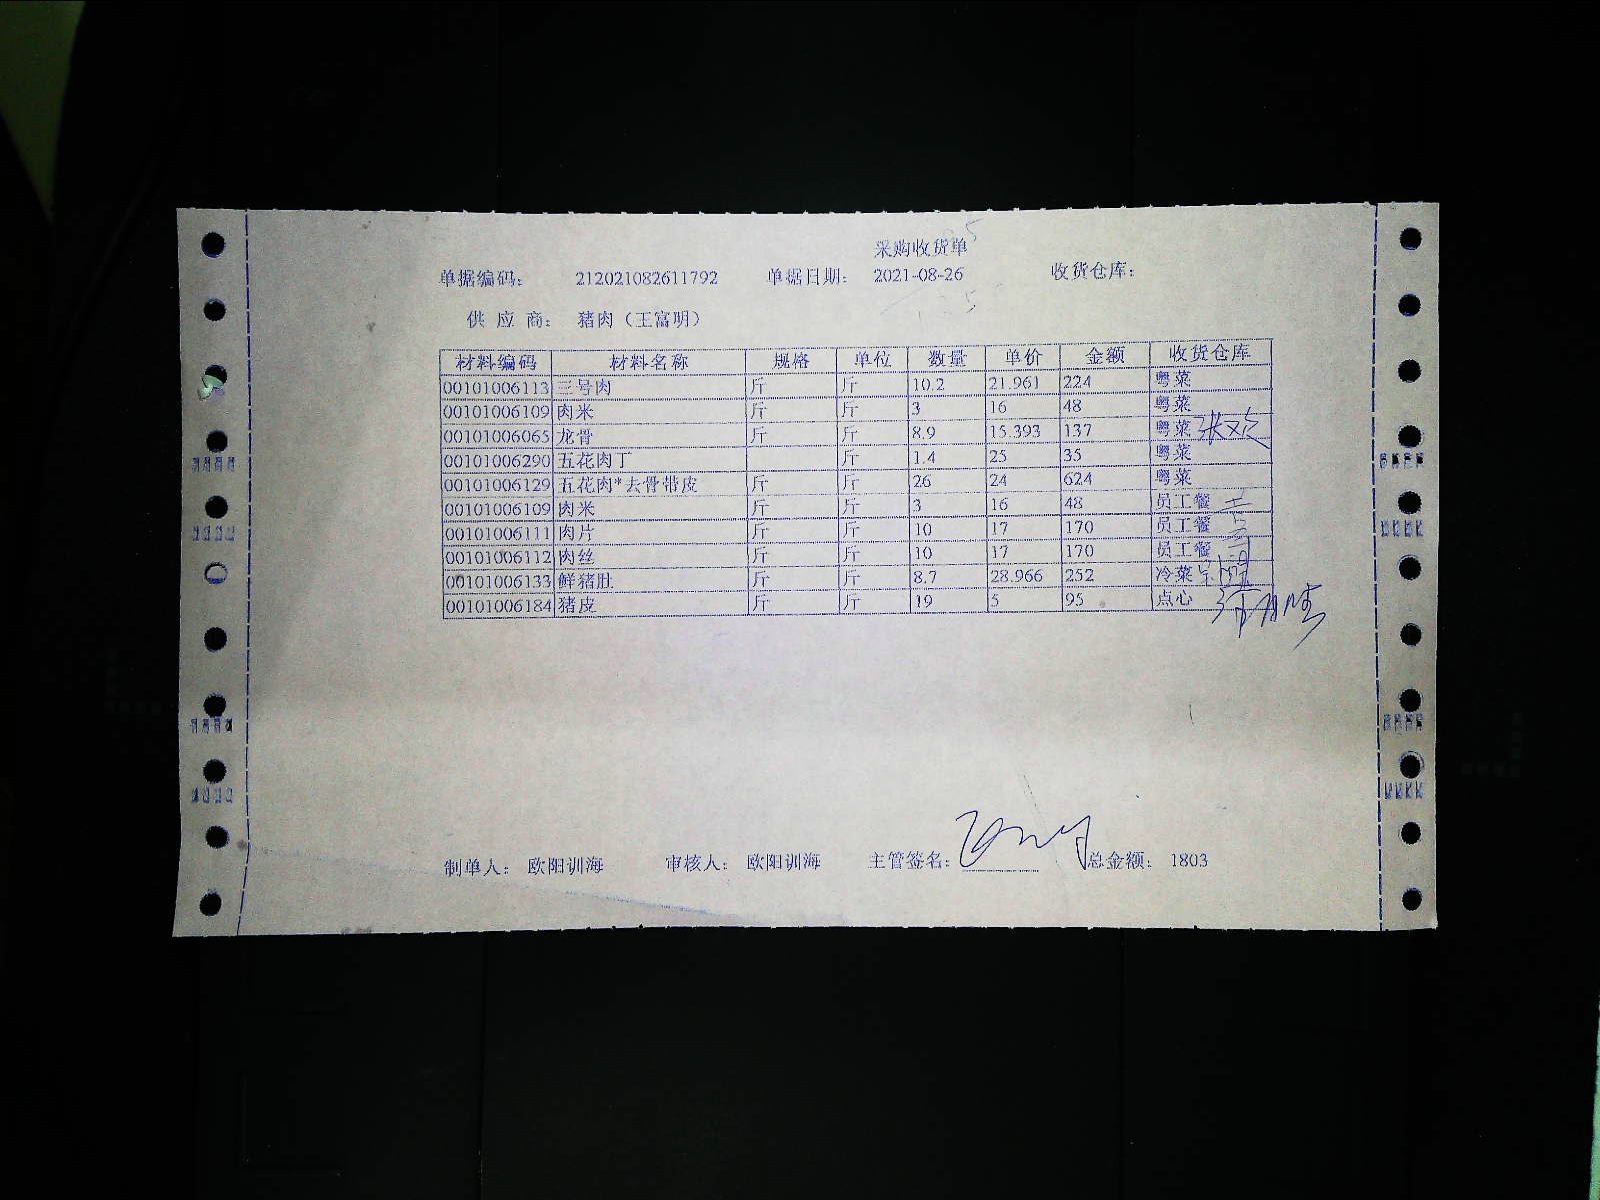 采购收货单
单据编码： 212021082611792 单据日期： 2021-08-26 收货仓库：
供 应 商： 猪肉（王富明）
材料编码 材料名称 规格 单位 数量 单价 金额 收货仓库
00101006113 三号肉 斤 斤 10.2 21.961 224 粤菜
00101006109 肉米 斤 斤 3 16 48 粤菜
00101006065 龙骨 斤 斤 8.9 15.393 137 粤菜
00101006290 五花肉丁 斤 1.4 25 35 粤菜
00101006129 五花肉*去骨带皮 斤 斤 26 24 624 粤菜
00101006109 肉米 斤 斤 3 16 48 员工餐
00101006111 肉片 斤 斤 10 17 170 员工餐
00101006112 肉丝 斤 斤 10 17 170 员工餐
00101006133 鲜猪肚 斤 斤 8.7 28.966 252 冷菜
00101006184 猪皮 斤 斤 19 5 95 点心
制单人： 欧阳训海 审核人： 欧阳训海 主管签名： 总金额： 1803